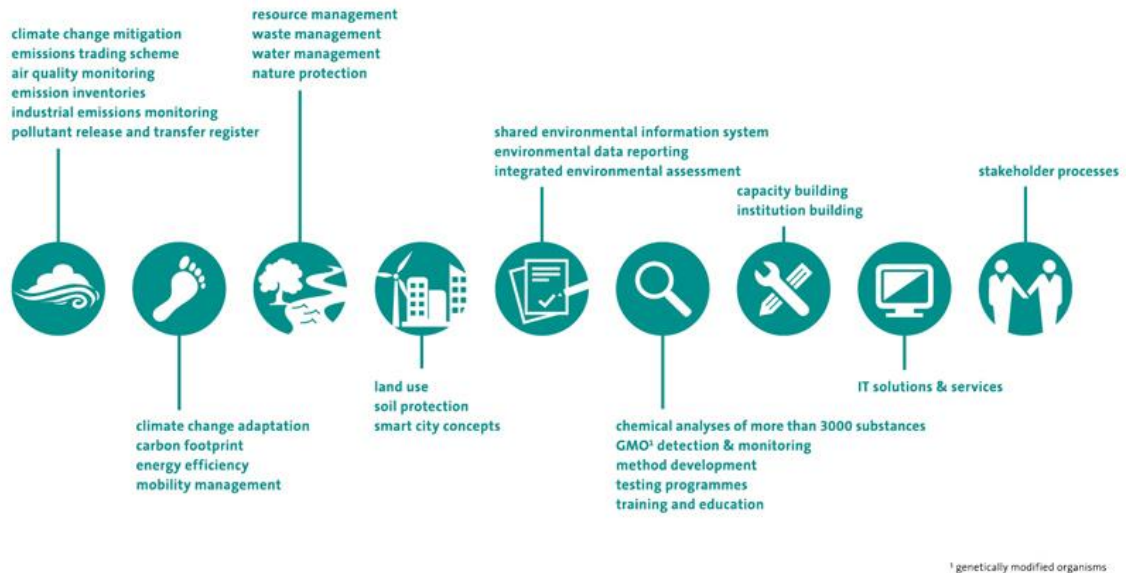 climate change mitigation
emissions trading scheme
air quality monitoring
emission inventories
industrial emissions monitoring
pollutant release and transfer register
climate change adaptation
carbon footprint
energy efficiency
mobility management
resource management
waste management
water management
nature protection
land use
soil protection
smart city concepts
shared environmental information system
environmental data reporting
integrated environmental assessment
chemical analyses of more than 3000 substances
GMO¹ detection & monitoring
method development
testing programmes
training and education
capacity building
institution building
IT solutions & services
stakeholder processes
¹ genetically modified organisms